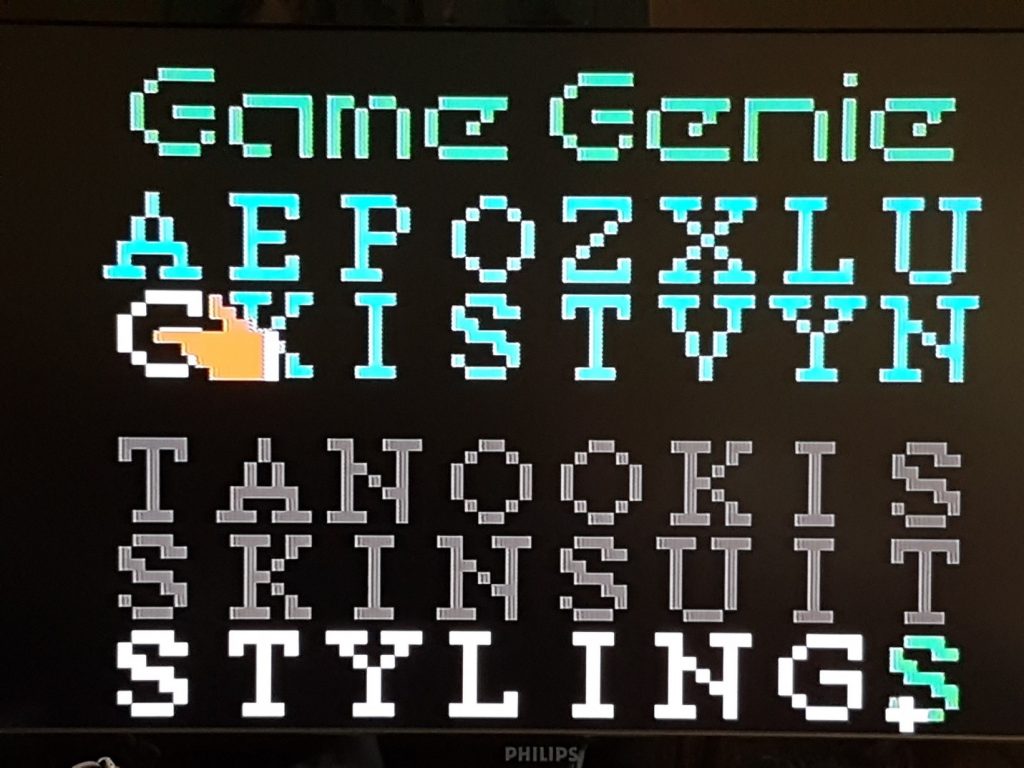 Game Genie
A E P O Z X L U
G K I S T V Y N
T A N O O K I S
S K I N S U I T
S T Y L I N G S
PHILIPS